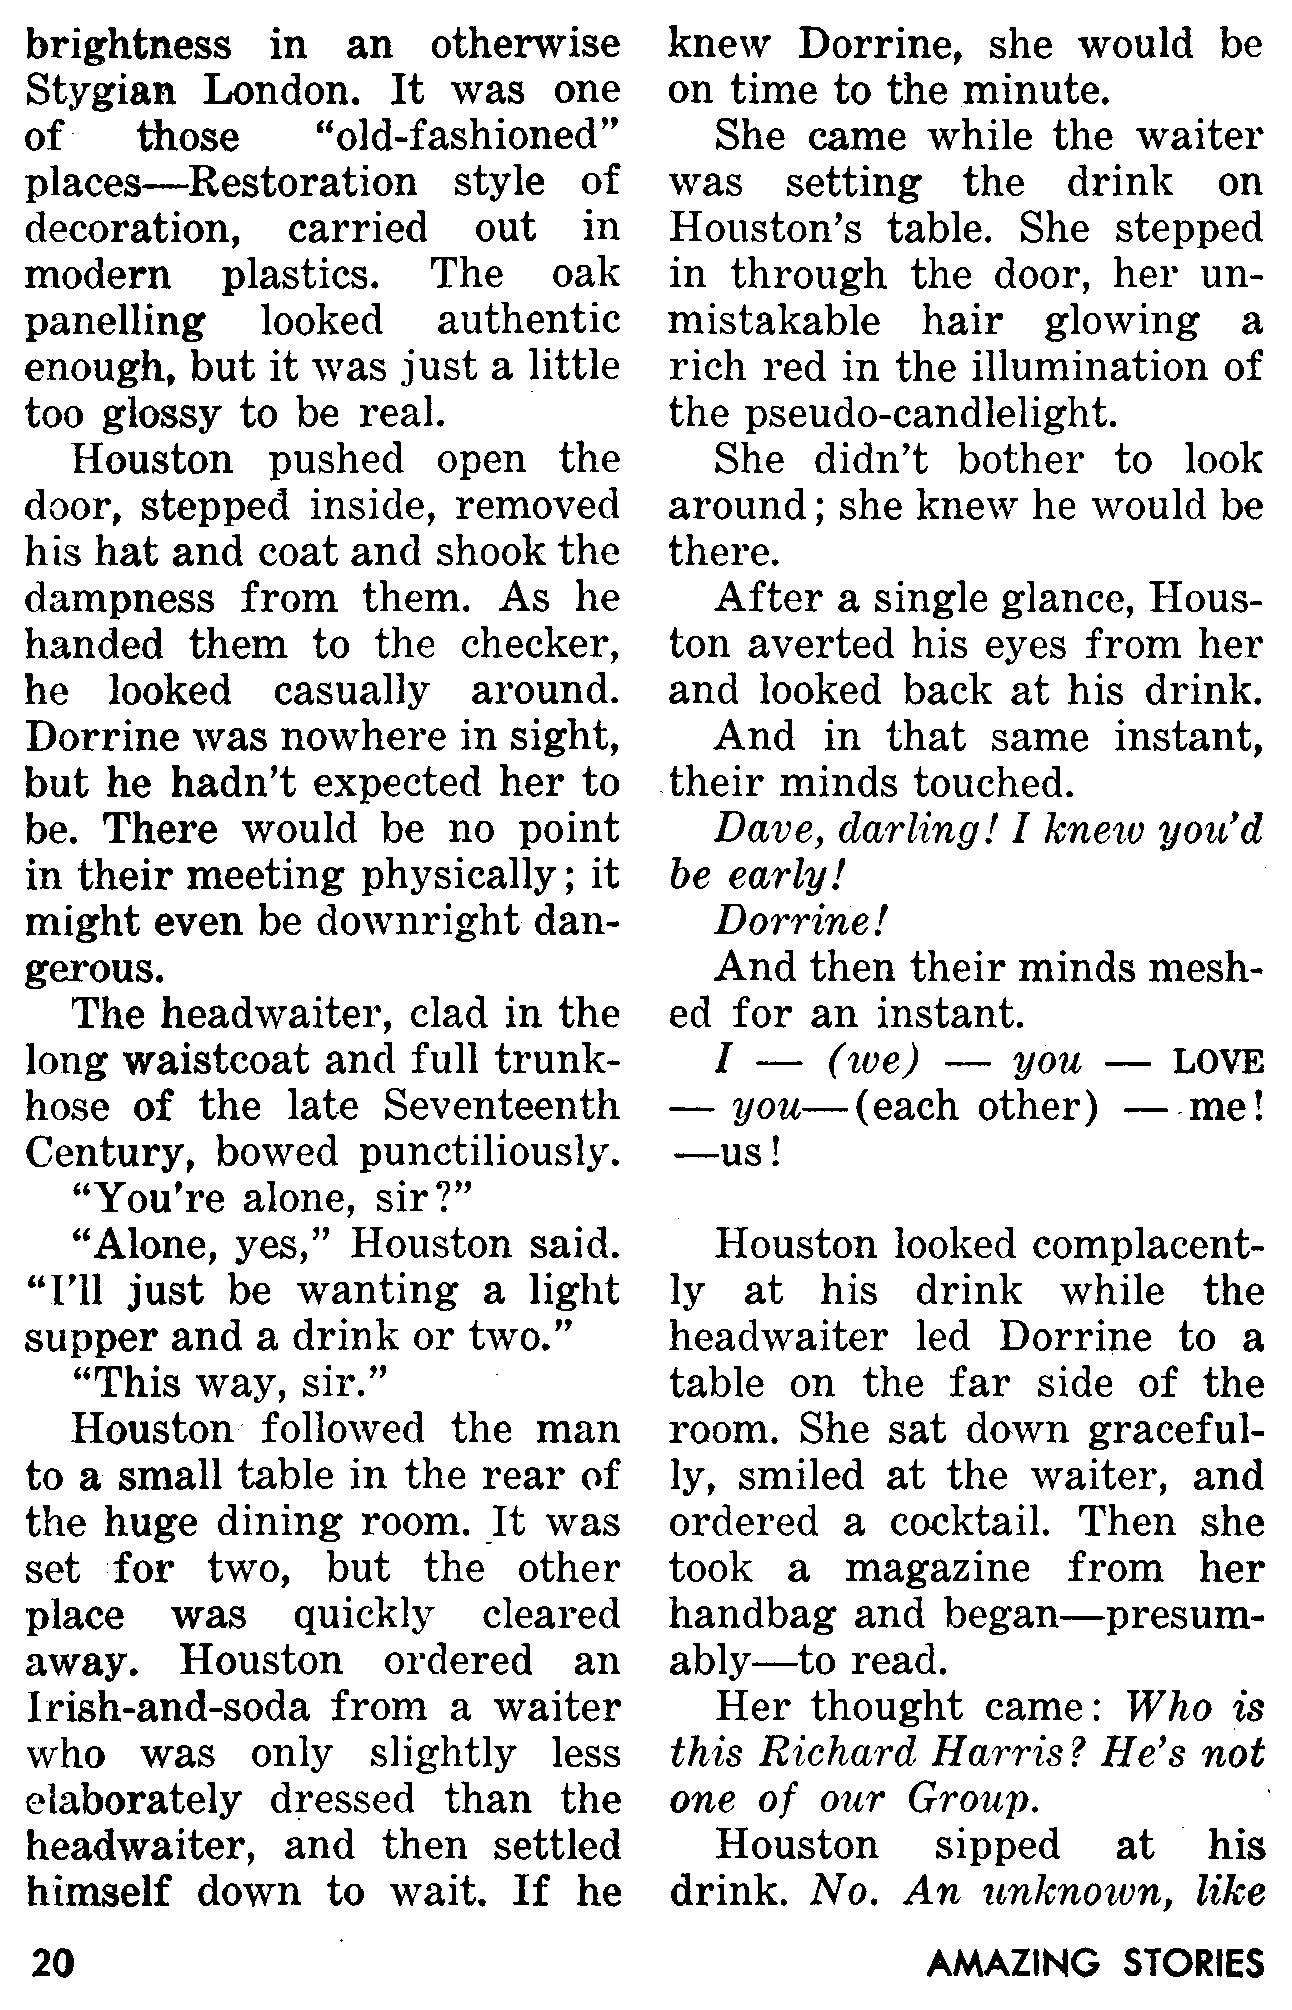 brightness in an otherwise
Stygian London. It was one
of those “old-fashioned”
places—Restoration style of
decoration, carried out in
modern plastics. The oak
panelling looked authentic
enough, but it was just a little
too glossy to be real.
Houston pushed open the
door, stepped inside, removed
his hat and coat and shook the
dampness from them. As he
handed them to the checker,
he looked casually around.
Dorrine was nowhere in sight,
but he hadn’t expected her to
be. There would be no point
in their meeting physically; it
might even be downright dan-
gerous.
The headwaiter, clad in the
long waistcoat and full trunk-
hose of the late Seventeenth
Century, bowed punctiliously.
“You’re alone, sir?”
“Alone, yes,” Houston said.
“I’ll just be wanting a light
supper and a drink or two.”
“This way, sir.”
Houston followed the man
to a small table in the rear of
the huge dining room. It was
set for two, but the other
place was quickly cleared
away. Houston ordered an
Irish-and-soda from a waiter
who was only slightly less
elaborately dressed than the
headwaiter, and then settled
himself down to wait. If he
knew Dorrine, she would be
on time to the minute.
She came while the waiter
was setting the drink on
Houston’s table. She stepped
in through the door, her un-
mistakable hair glowing a
rich red in the illumination of
the pseudo-candlelight.
She didn’t bother to look
around; she knew he would be
there.
After a single glance, Hous-
ton averted his eyes from her
and looked back at his drink.
And in that same instant,
their minds touched.
Dave, darling! I knew you’d
be early!
Dorrine!
And then their minds mesh-
ed for an instant.
I — (we) — you — LOVE
— you—(each other) — me!
—us!
Houston looked complacent-
ly at his drink while the
headwaiter led Dorrine to a
table on the far side of the
room. She sat down graceful-
ly, smiled at the waiter, and
ordered a cocktail. Then she
took a magazine from her
handbag and began—presum-
ably—to read.
Her thought came: Who is
this Richard Harris? He’s not
one of our Group.
Houston sipped at his
drink. No. An unknown, like
20 AMAZING STORIES